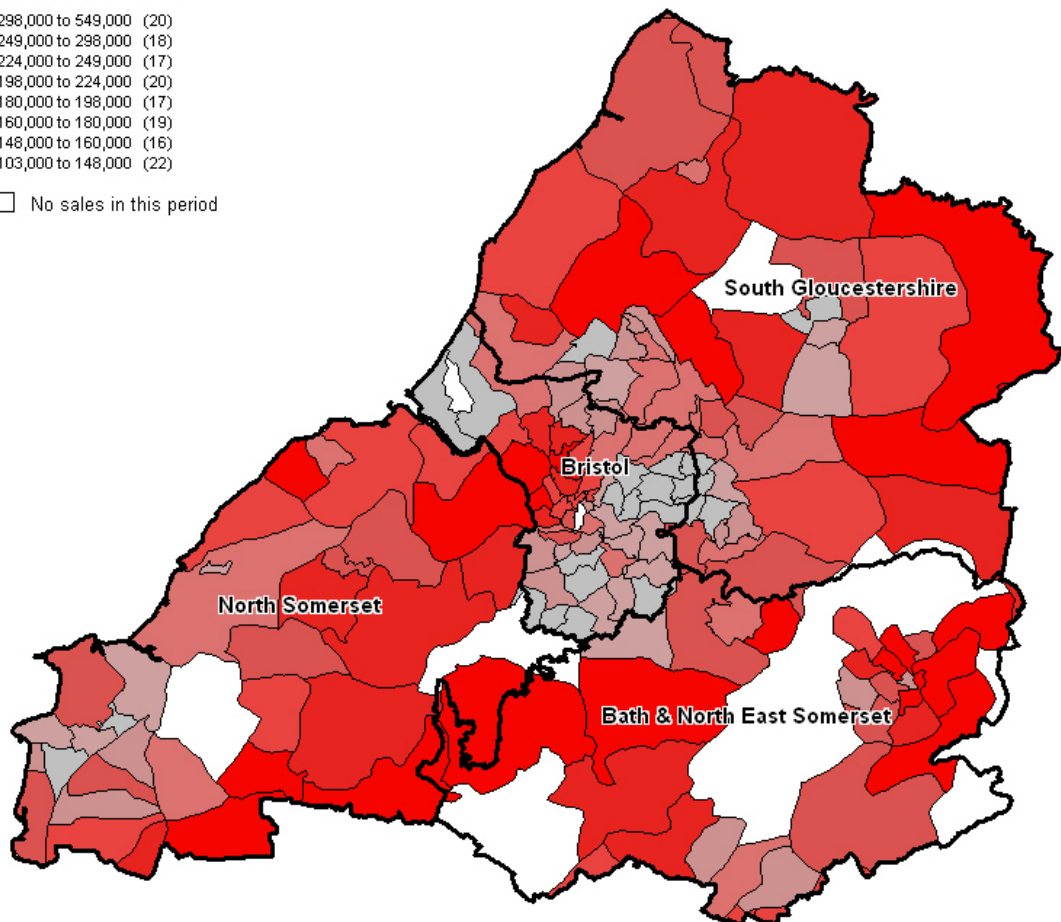 298,000 to 549,000 (20)
249,000 to 298,000 (18)
224,000 to 249,000 (17)
198,000 to 224,000 (20)
180,000 to 198,000 (17)
160,000 to 180,000 (19)
148,000 to 160,000 (16)
103,000 to 148,000 (22)
No sales in this period
South Gloucestershire
Bristol
North Somerset
Bath & North East Somerset